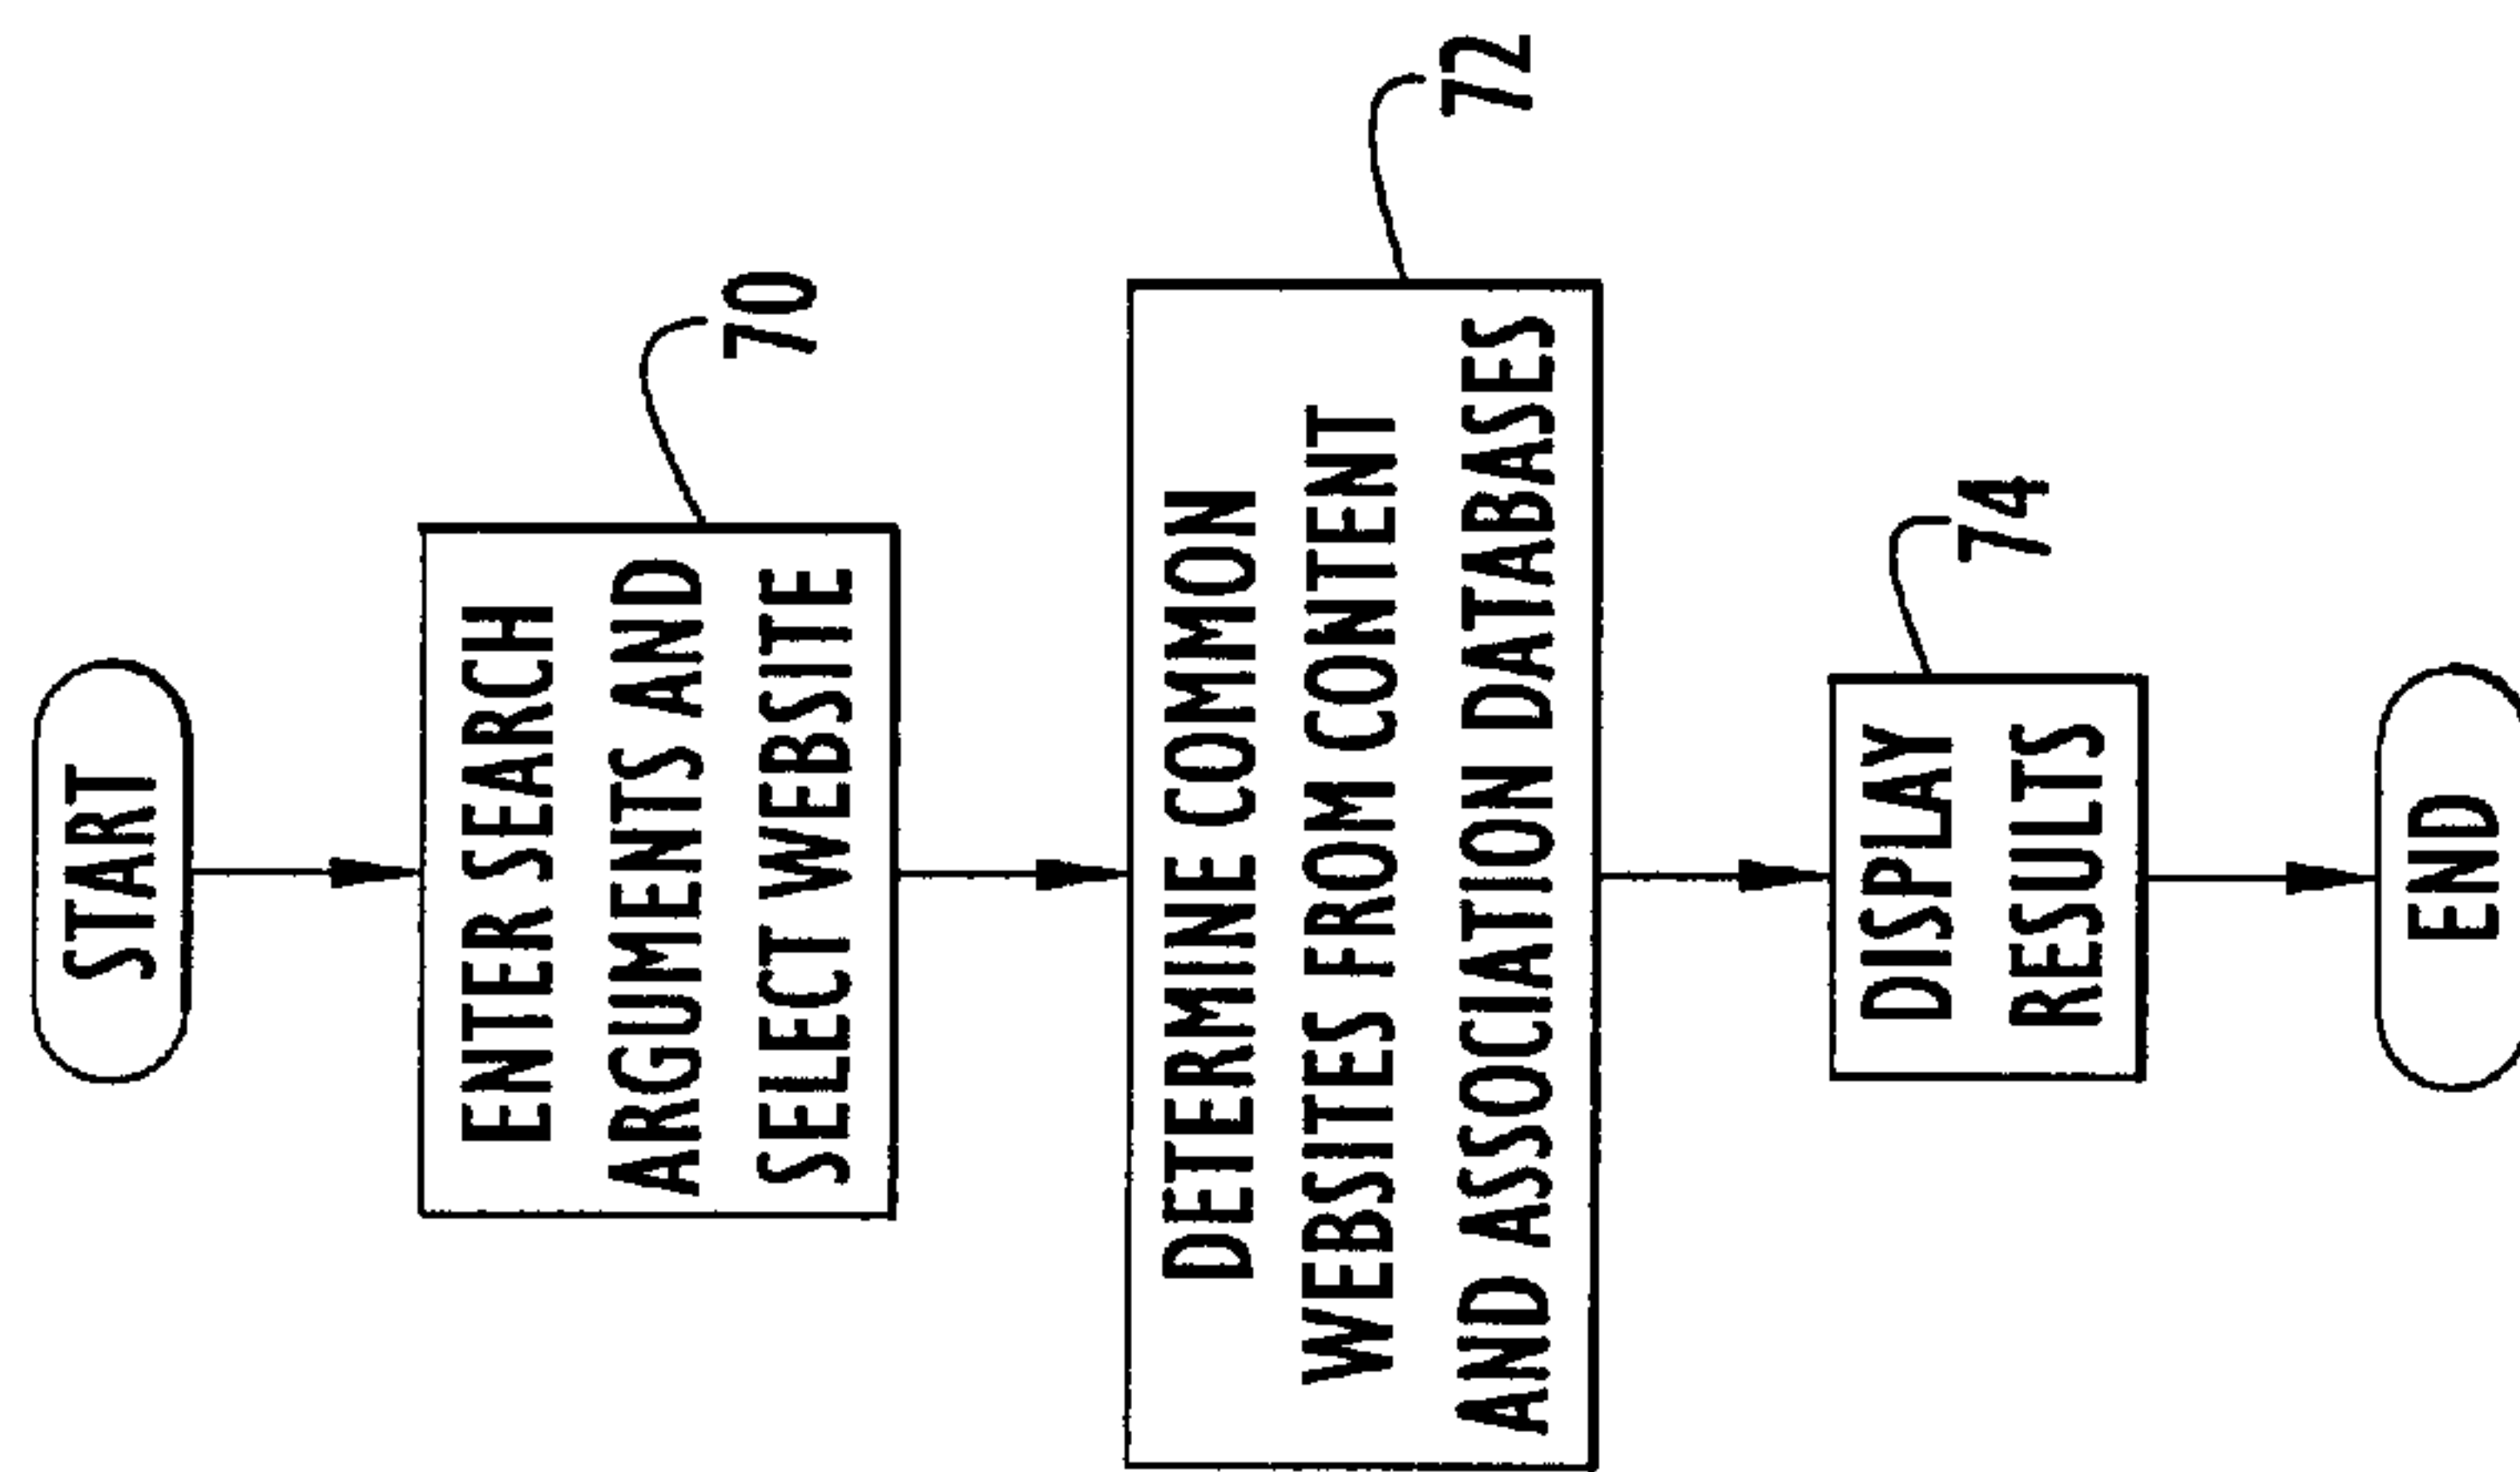 START
ENTER SEARCH
ARGUMENTS AND
SELECT WEBSITE
70
DETERMINE COMMON
WEBSITES FROM CONTENT
AND ASSOCIATION DATABASES
72
DISPLAY
RESULTS
74
END